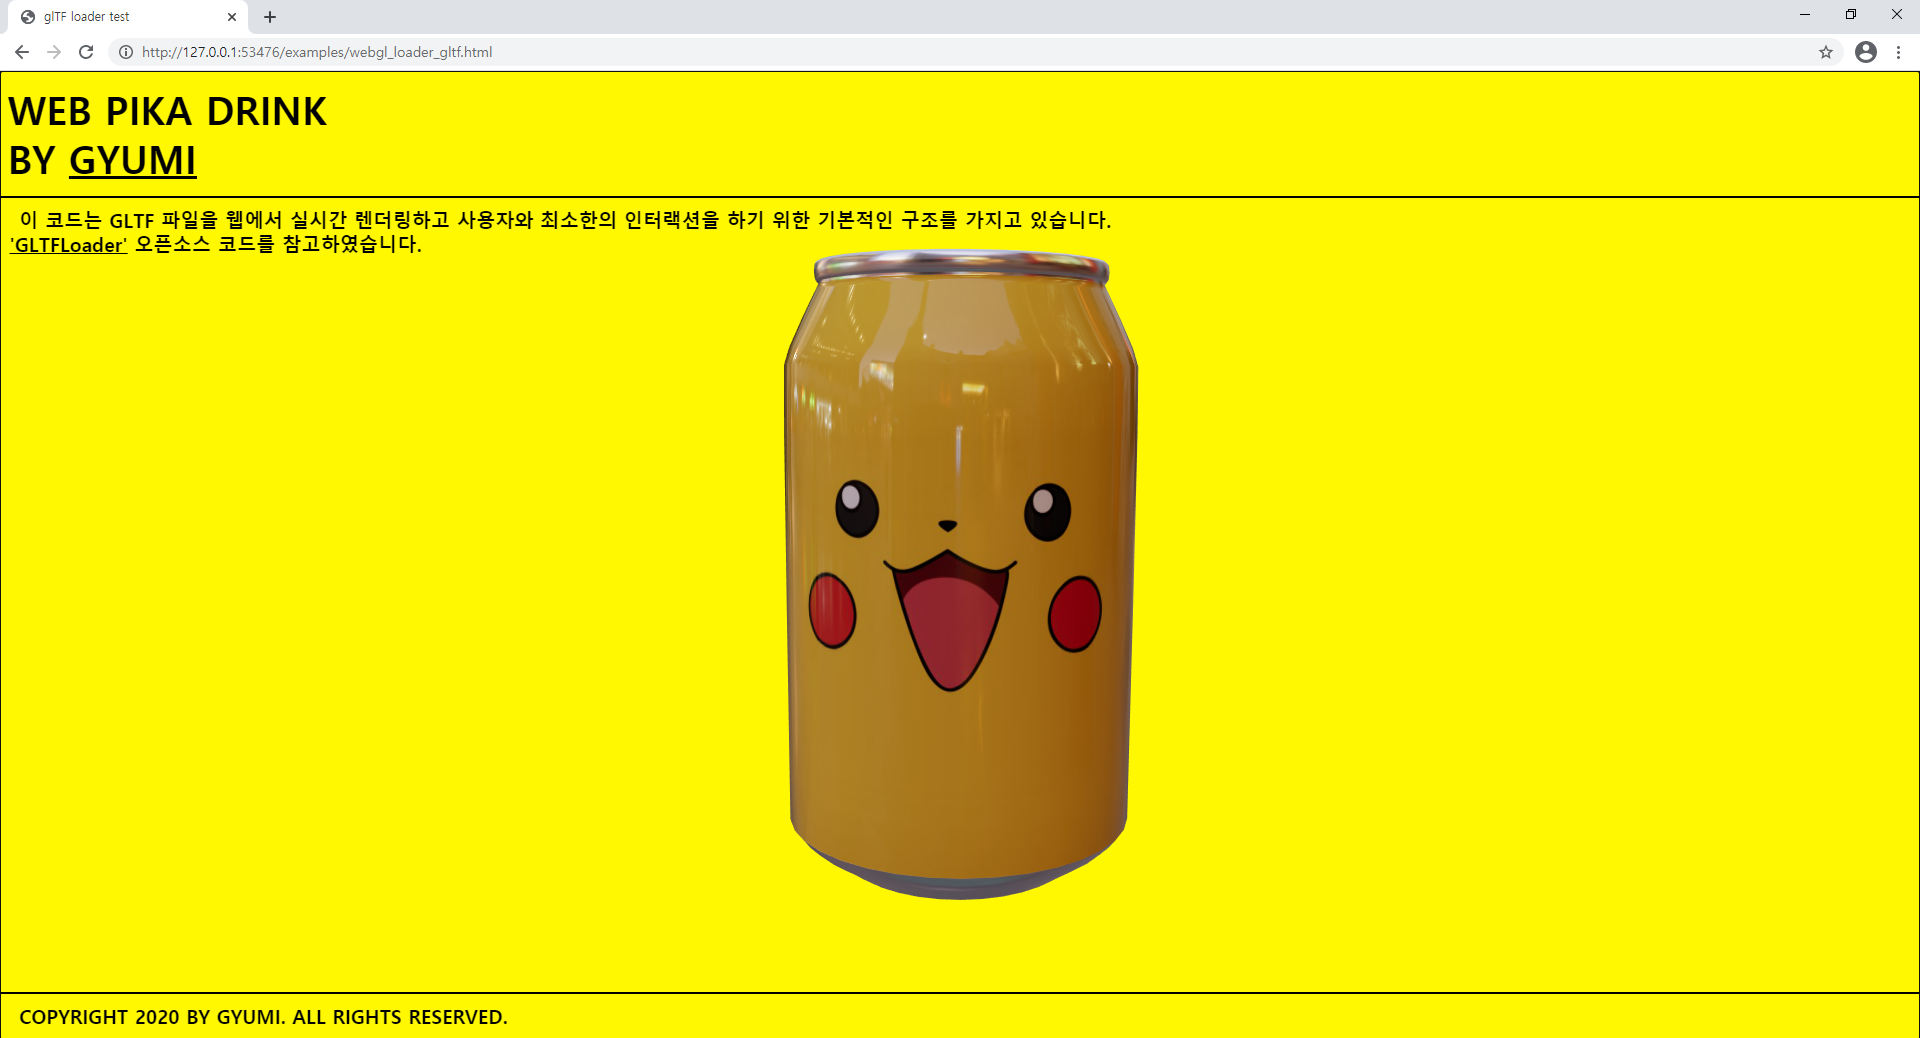 glTF loader test
http://127.0.0.1:53476/examples/webgl_loader_gltf.html
WEB PIKA DRINK
BY GYUMI
이 코드는 GLTF 파일을 웹에서 실시간 렌더링하고 사용자와 최소한의 인터랙션을 하기 위한 기본적인 구조를 가지고 있습니다.
'GLTFLoader' 오픈소스 코드를 참고하였습니다.
COPYRIGHT 2020 BY GYUMI. ALL RIGHTS RESERVED.